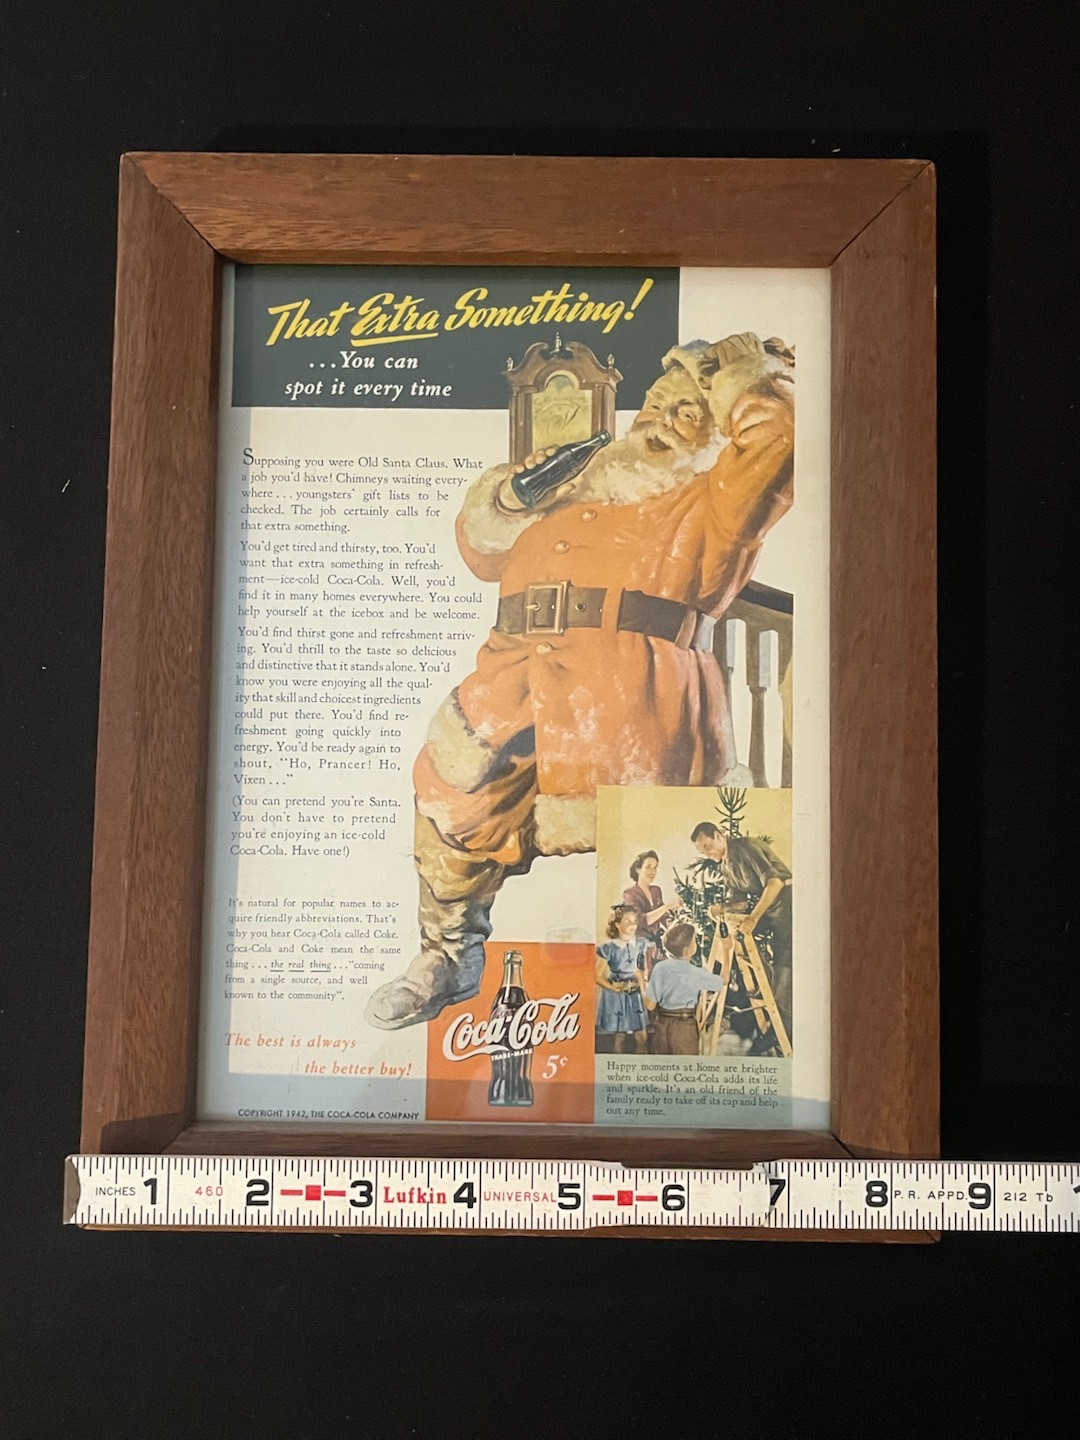 That Extra Something!
...You can
spot it every time
Supposing you were Old Santa Claus. What
a job you'd have! Chimneys waiting every-
where...youngsters' gift lists to be
checked. The job certainly calls for
that extra something.
You'd get tired and thirsty, too. You'd
want that extra something in refresh-
ment—ice-cold Coca-Cola. Well, you'd
find it in many homes everywhere. You could
help yourself at the icebox and be welcome.
You'd find thirst gone and refreshment arriv-
ing. You'd thrill to the taste so delicious
and distinctive that it stands alone. You'd
know you were enjoying all the qual-
ity that skill and choicest ingredients
could put there. You'd find re-
freshment going quickly into
energy. You'd be ready again to
shout, "Ho, Prancer! Ho,
Vixen..."
(You can pretend you're Santa.
You don't have to pretend
you're enjoying an ice-cold
Coca-Cola. Have one!)
It's natural for popular names to ac-
quire friendly abbreviations. That's
why you hear Coca-Cola called Coke.
Coca-Cola and Coke mean the same
thing...the real thing..."coming
from a single source, and well
known to the community".
The best is always
the better buy!
COPYRIGHT 1942, THE COCA-COLA COMPANY
Coca-Cola
TRADE-MARK
5¢
Happy moments at home are brighter
when ice-cold Coca-Cola adds its life
and sparkle. It's an old friend of the
family ready to take off its cap and help
out any time.
INCHES 1 460 2 3 Lufkin 4 UNIVERSAL 5 6 7 8 P. R. APPD. 9 212 Tb